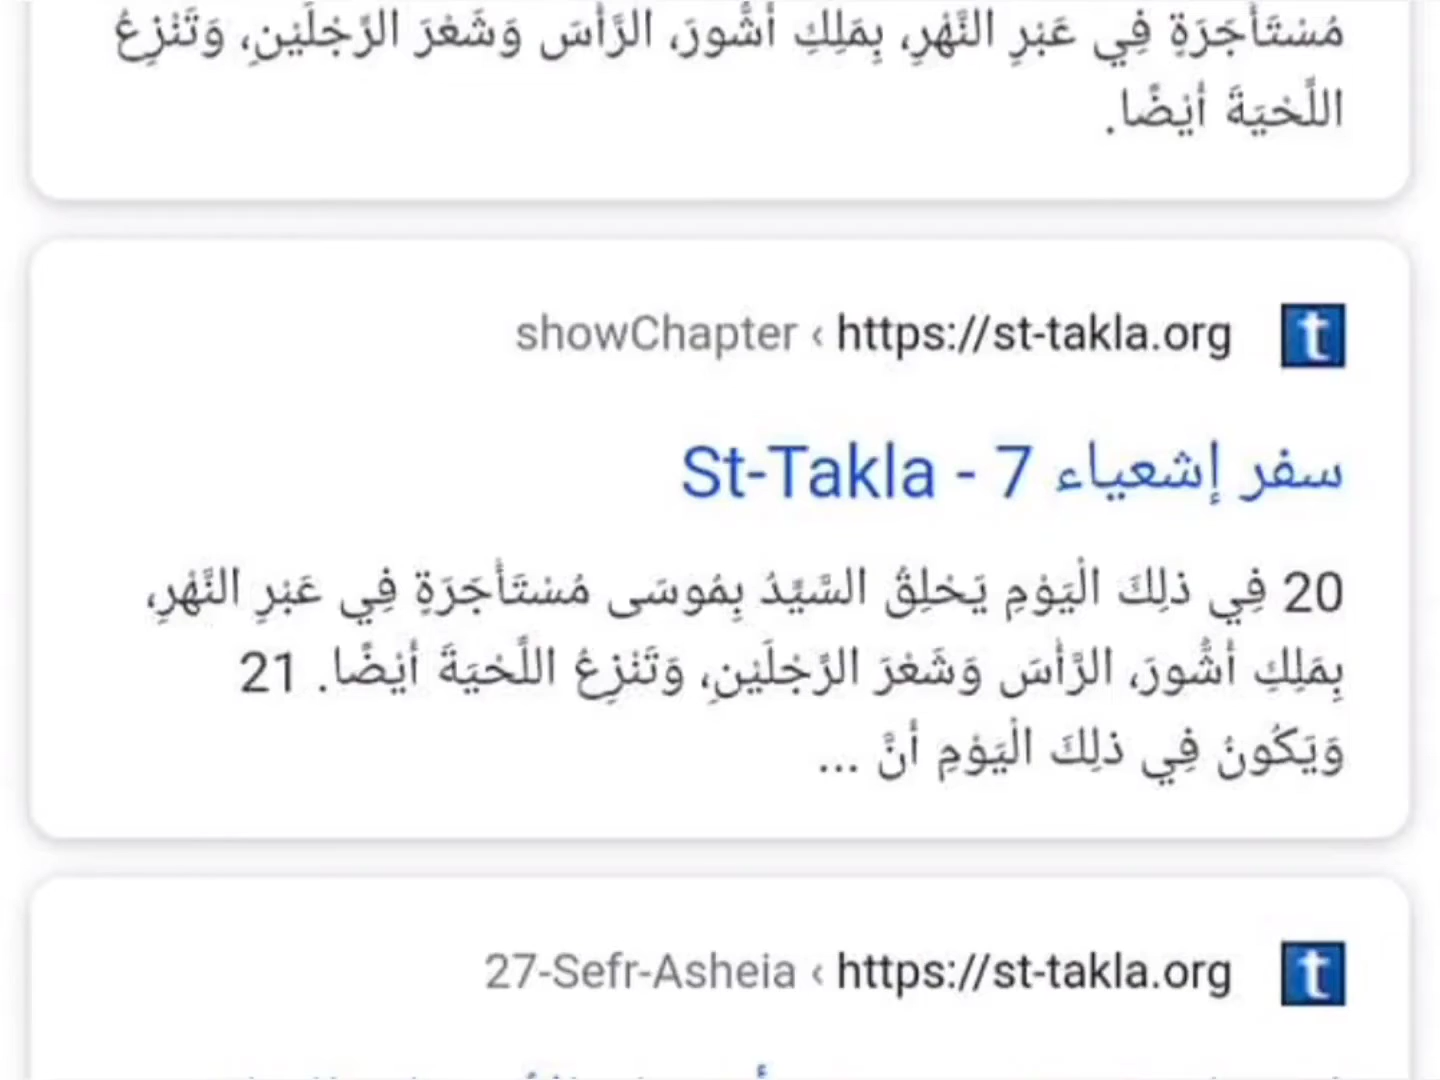 مُسْتَأْجَرَةٍ فِي عَبْرِ النَّهْرِ، بِمَلِكِ أَشُّورَ، الرَّأْسَ وَشَعْرَ الرِّجْلَيْنِ، وَتَنْزِعُ
اللِّحْيَةَ أَيْضًا.
https://st-takla.org › showChapter
سفر إشعياء 7 - St-Takla
20 فِي ذلِكَ الْيَوْمِ يَحْلِقُ السَّيِّدُ بِمُوسَى مُسْتَأْجَرَةٍ فِي عَبْرِ النَّهْرِ،
بِمَلِكِ أَشُّورَ، الرَّأْسَ وَشَعْرَ الرِّجْلَيْنِ، وَتَنْزِعُ اللِّحْيَةَ أَيْضًا. 21
وَيَكُونُ فِي ذلِكَ الْيَوْمِ أَنَّ ...
https://st-takla.org › 27-Sefr-Asheia